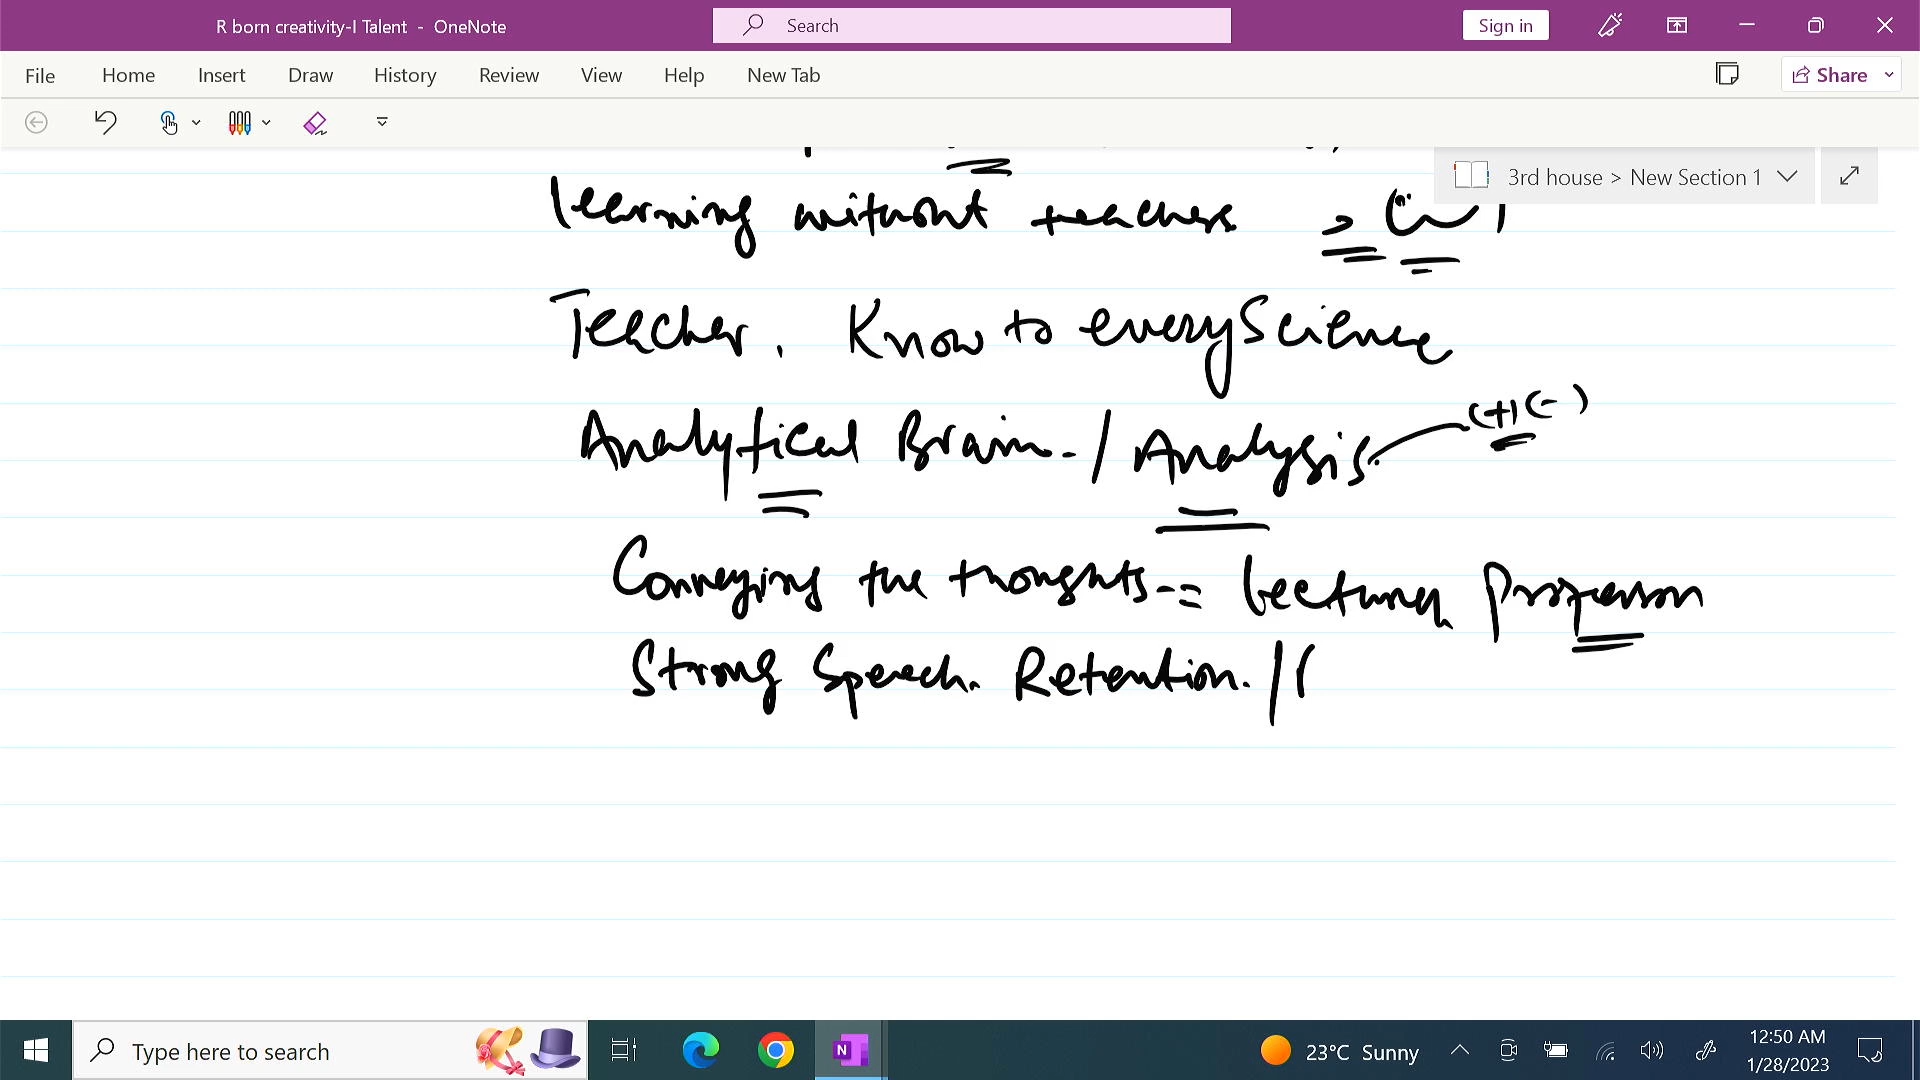 R born creativity-I Talent - OneNote
Search
Sign in
File Home Insert Draw History Review View Help New Tab
Share
3rd house > New Section 1
learning without teachers
Teacher. Know to every Science
Analytical Brain - / Analysis (+) (-)
Conveying the thoughts - = Lecturer Professor
Strong Speech. Retention. //
Type here to search
23°C Sunny
12:50 AM
1/28/2023